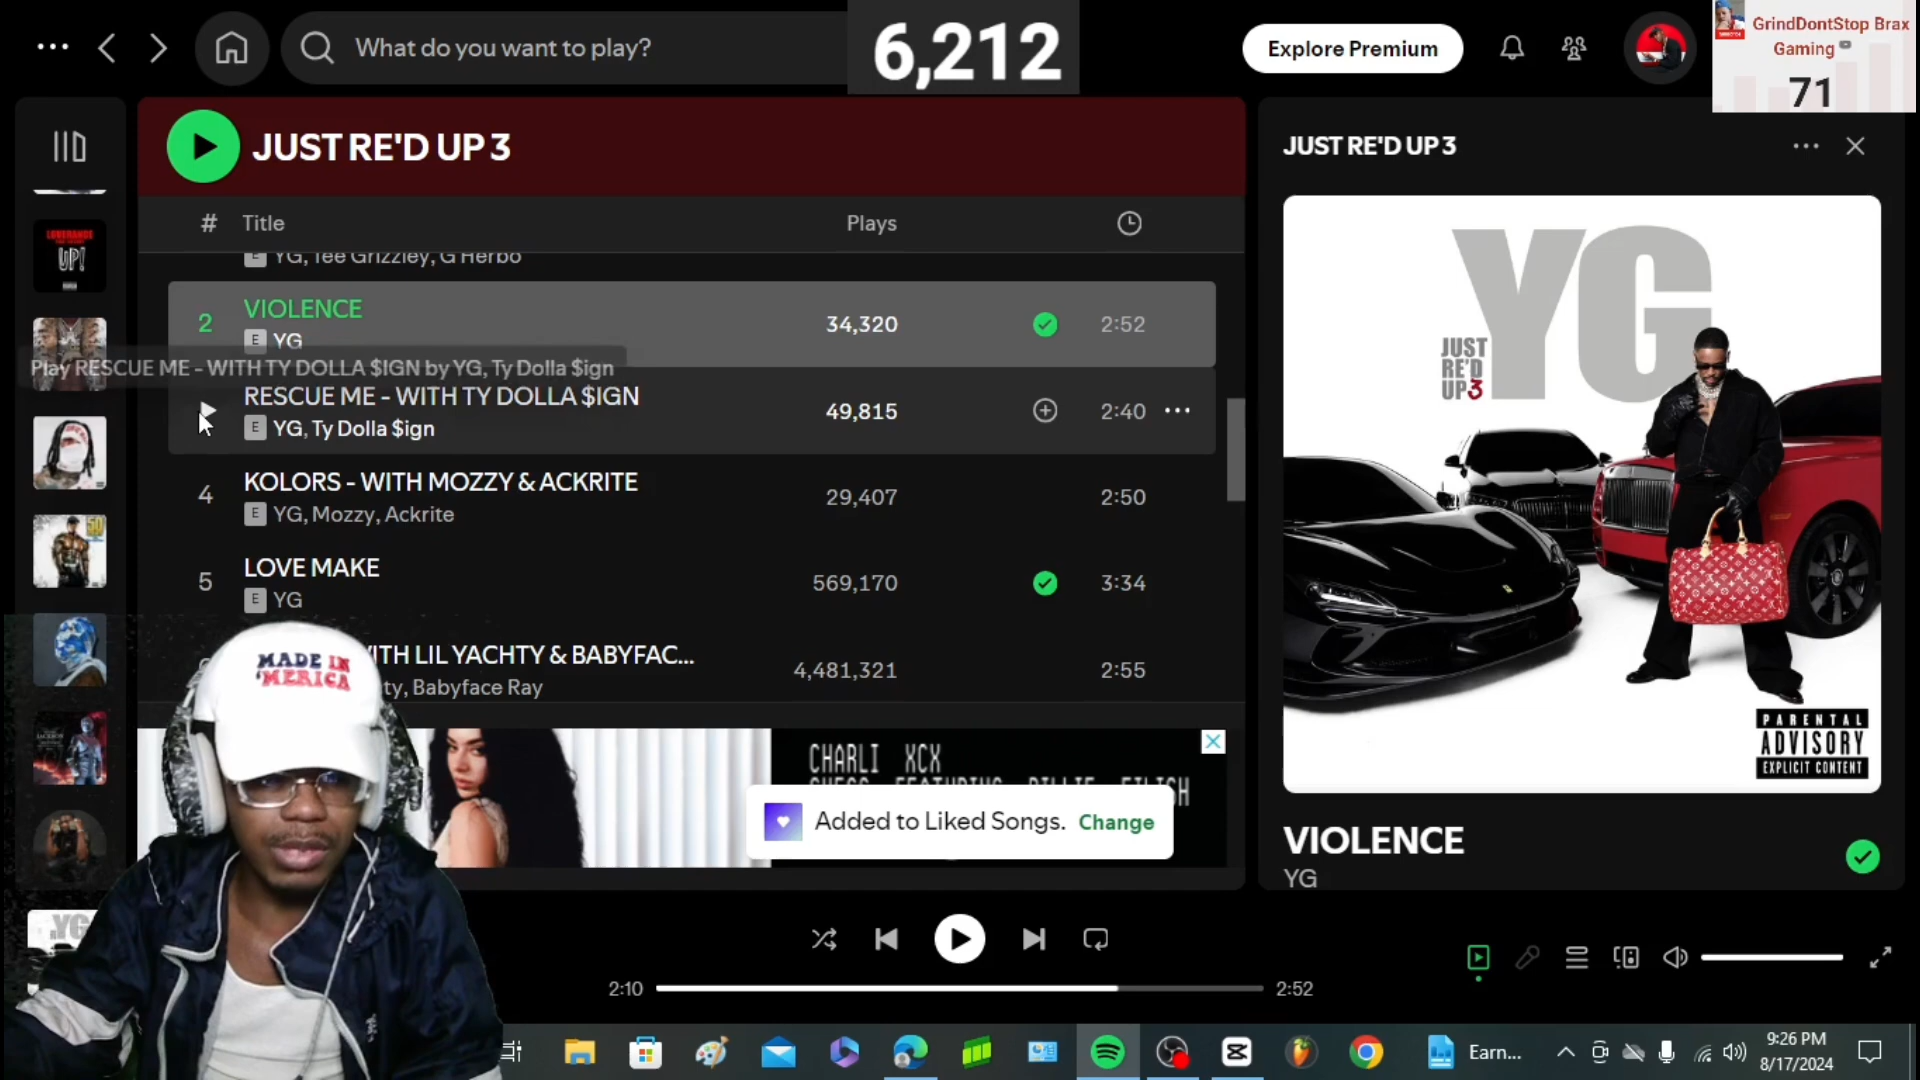 What do you want to play?
6,212
Explore Premium
GrindDontStop Brax
Gaming
71
JUST RE'D UP 3
# Title Plays
E YG, Tee Grizzley, G Herbo
2 VIOLENCE 34,320 2:52
E YG
Play RESCUE ME - WITH TY DOLLA $IGN by YG, Ty Dolla $ign
RESCUE ME - WITH TY DOLLA $IGN 49,815 2:40
E YG, Ty Dolla $ign
4 KOLORS - WITH MOZZY & ACKRITE 29,407 2:50
E YG, Mozzy, Ackrite
5 LOVE MAKE 569,170 3:34
E YG
WITH LIL YACHTY & BABYFAC... 4,481,321 2:55
ty, Babyface Ray
MADE IN
'MERICA
CHARLI XCX
Added to Liked Songs. Change
JUST RE'D UP 3
YG
JUST
RE'D
UP3
PARENTAL
ADVISORY
EXPLICIT CONTENT
VIOLENCE
YG
UP!
50
YG
2:10 2:52
Earn...
9:26 PM
8/17/2024